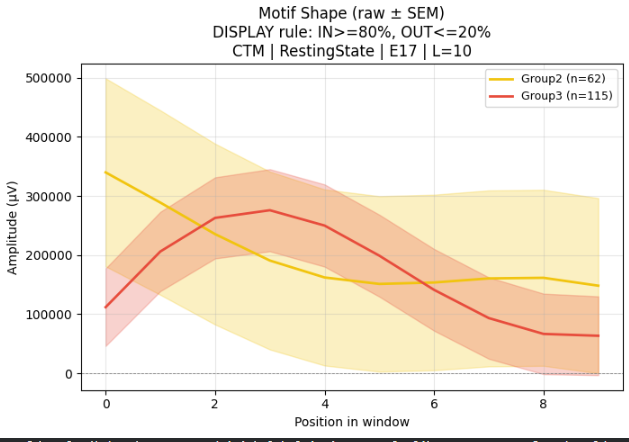 Motif Shape (raw ± SEM)
DISPLAY rule: IN>=80%, OUT<=20%
CTM | RestingState | E17 | L=10
Group2 (n=62)
Group3 (n=115)
Amplitude (µV)
500000
400000
300000
200000
100000
0
0 2 4 6 8
Position in window